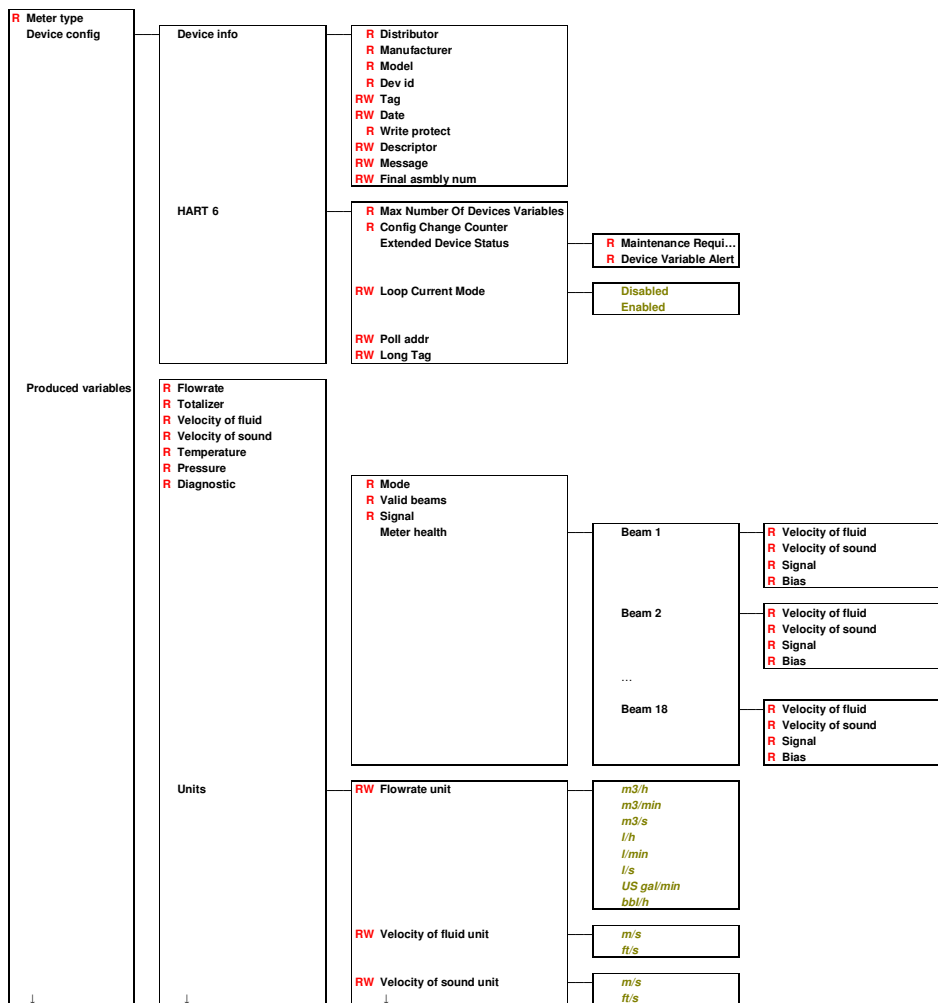 R Meter type
Device config
Device info
R Distributor
R Manufacturer
R Model
R Dev id
RW Tag
RW Date
R Write protect
RW Descriptor
RW Message
RW Final asmbly num
HART 6
R Max Number Of Devices Variables
R Config Change Counter
Extended Device Status
R Maintenance Requi...
R Device Variable Alert
RW Loop Current Mode
Disabled
Enabled
RW Poll addr
RW Long Tag
Produced variables
R Flowrate
R Totalizer
R Velocity of fluid
R Velocity of sound
R Temperature
R Pressure
R Diagnostic
R Mode
R Valid beams
R Signal
Meter health
Beam 1
R Velocity of fluid
R Velocity of sound
R Signal
R Bias
Beam 2
R Velocity of fluid
R Velocity of sound
R Signal
R Bias
...
Beam 18
R Velocity of fluid
R Velocity of sound
R Signal
R Bias
Units
RW Flowrate unit
m3/h
m3/min
m3/s
l/h
l/min
l/s
US gal/min
bbl/h
RW Velocity of fluid unit
m/s
ft/s
RW Velocity of sound unit
m/s
ft/s